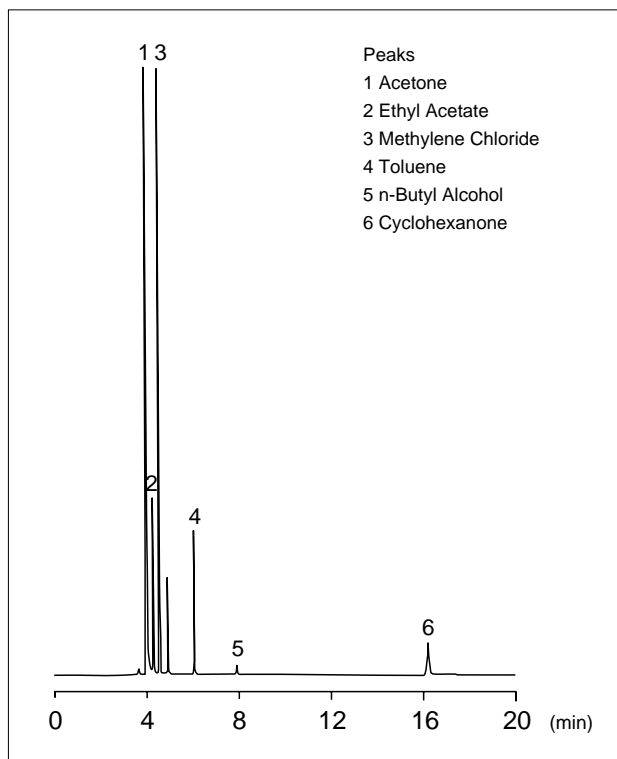 1 3
Peaks
1 Acetone
2 Ethyl Acetate
3 Methylene Chloride
4 Toluene
5 n-Butyl Alcohol
6 Cyclohexanone
2
4
5
6
0 4 8 12 16 20 (min)